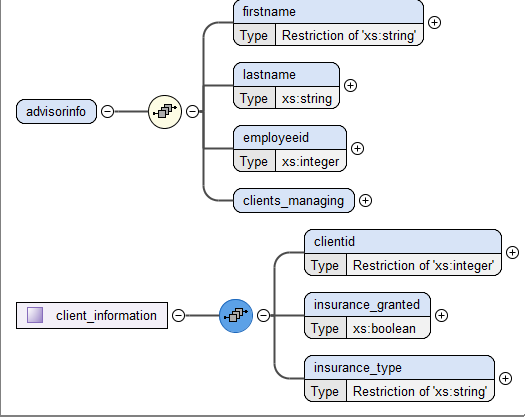 firstname
Type Restriction of 'xs:string'
lastname
Type xs:string
advisorinfo
employeeid
Type xs:integer
clients_managing
clientid
Type Restriction of 'xs:integer'
client_information
insurance_granted
Type xs:boolean
insurance_type
Type Restriction of 'xs:string'